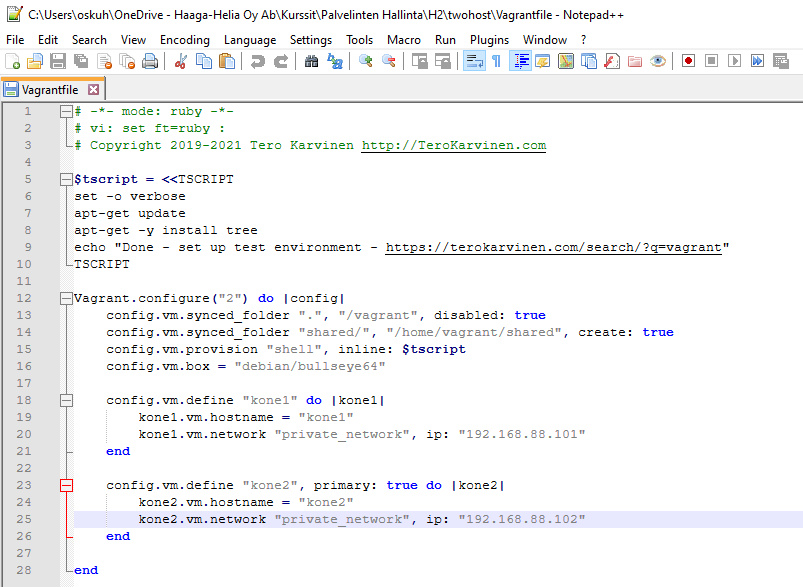 C:\Users\oskuh\OneDrive - Haaga-Helia Oy Ab\Kurssit\Palvelinten Hallinta\H2\twohost\Vagrantfile - Notepad++
File Edit Search View Encoding Language Settings Tools Macro Run Plugins Window ?
Vagrantfile
1 # -*- mode: ruby -*-
2 # vi: set ft=ruby :
3 # Copyright 2019-2021 Tero Karvinen http://TeroKarvinen.com
4
5 $tscript = <<TSCRIPT
6 set -o verbose
7 apt-get update
8 apt-get -y install tree
9 echo "Done - set up test environment - https://terokarvinen.com/search/?q=vagrant"
10 TSCRIPT
11
12 Vagrant.configure("2") do |config|
13     config.vm.synced_folder ".", "/vagrant", disabled: true
14     config.vm.synced_folder "shared/", "/home/vagrant/shared", create: true
15     config.vm.provision "shell", inline: $tscript
16     config.vm.box = "debian/bullseye64"
17
18     config.vm.define "kone1" do |kone1|
19         kone1.vm.hostname = "kone1"
20         kone1.vm.network "private_network", ip: "192.168.88.101"
21     end
22
23     config.vm.define "kone2", primary: true do |kone2|
24         kone2.vm.hostname = "kone2"
25         kone2.vm.network "private_network", ip: "192.168.88.102"
26     end
27
28 end